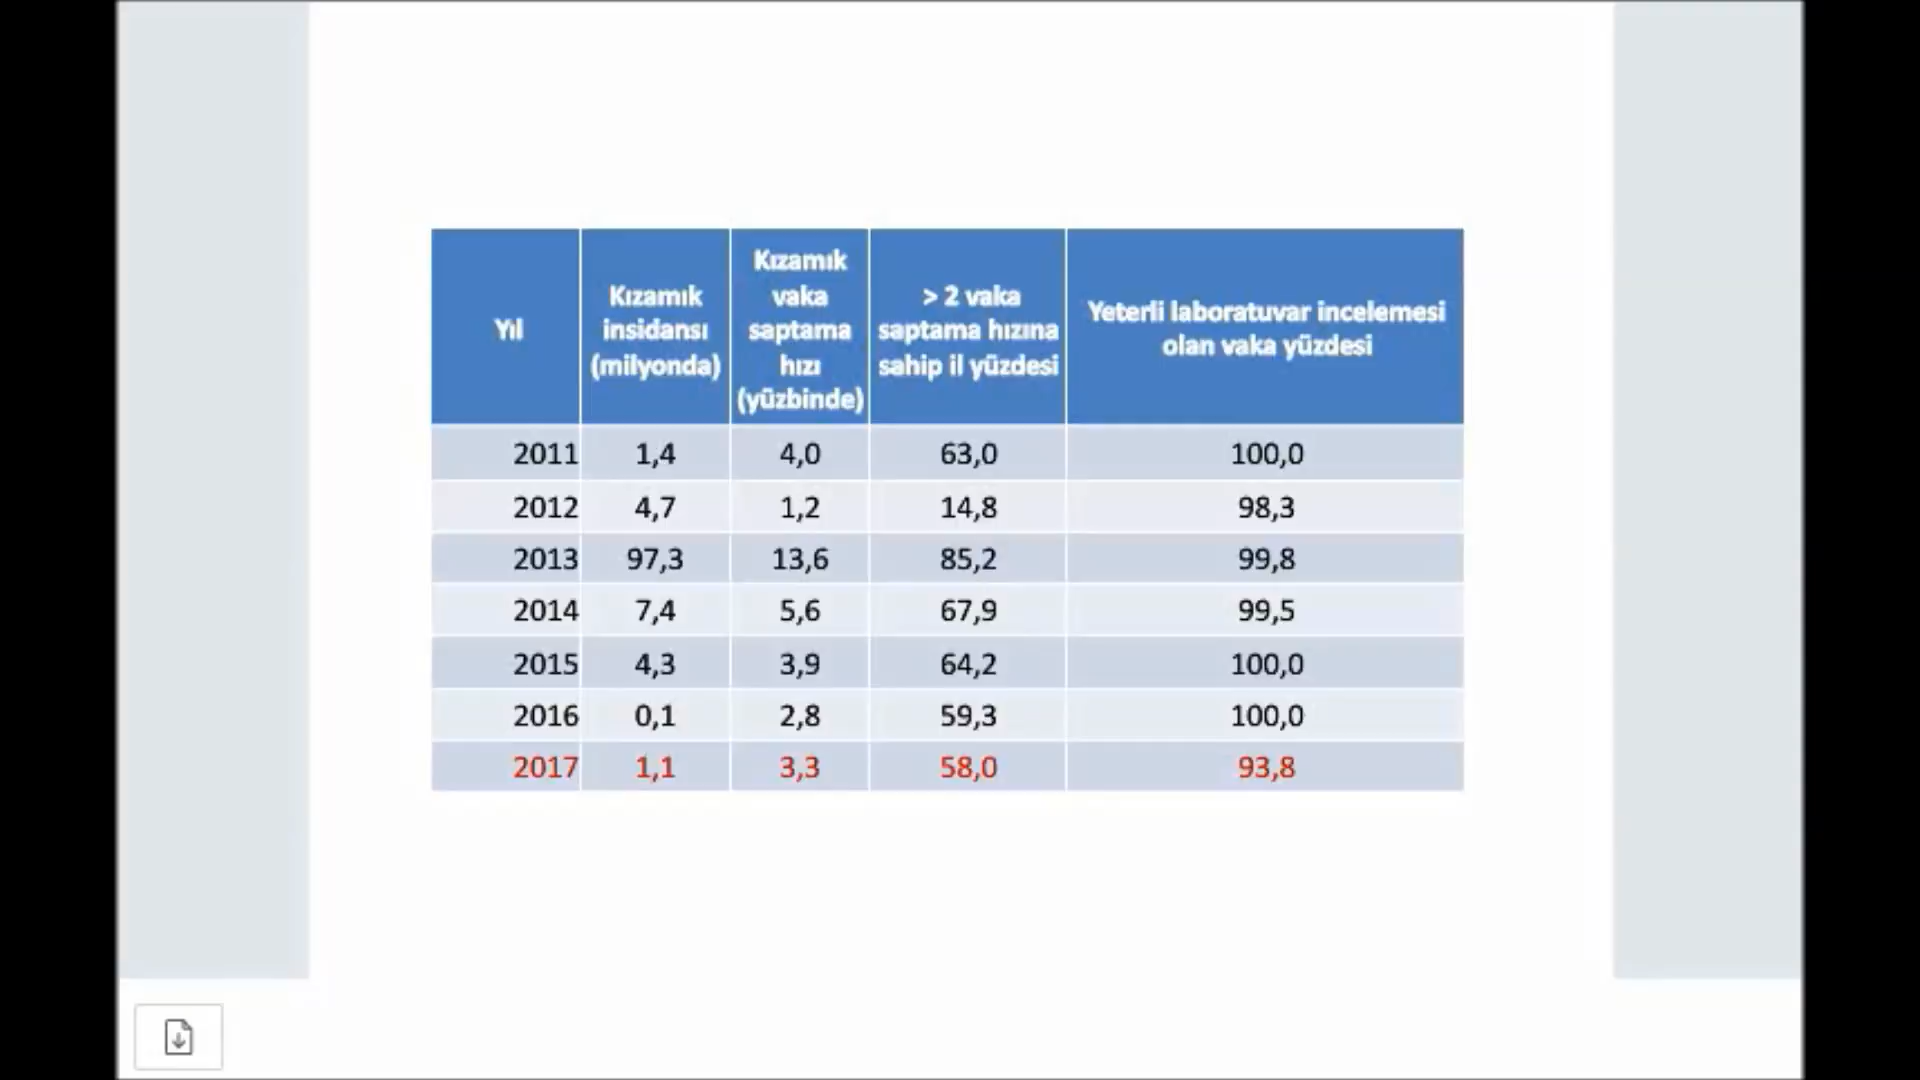 Yıl
Kızamık
insidansı
(milyonda)
Kızamık
vaka
saptama
hızı
(yüzbinde)
> 2 vaka
saptama hızına
sahip il yüzdesi
Yeterli laboratuvar incelemesi
olan vaka yüzdesi
2011 1,4 4,0 63,0 100,0
2012 4,7 1,2 14,8 98,3
2013 97,3 13,6 85,2 99,8
2014 7,4 5,6 67,9 99,5
2015 4,3 3,9 64,2 100,0
2016 0,1 2,8 59,3 100,0
2017 1,1 3,3 58,0 93,8